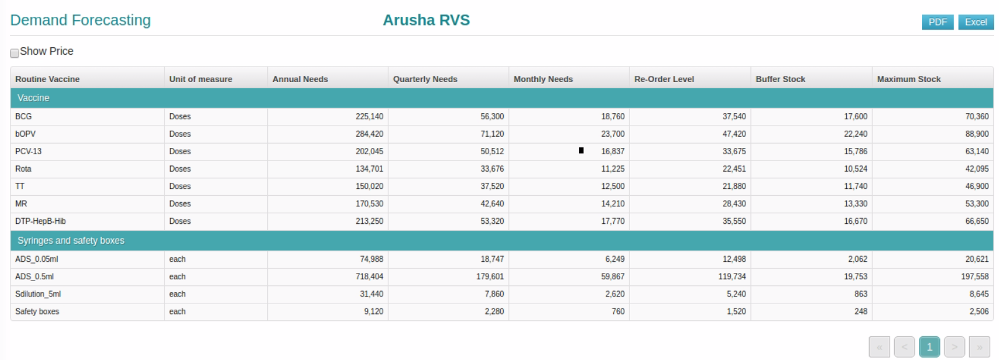 Demand Forecasting Arusha RVS PDF Excel
Show Price
Routine Vaccine Unit of measure Annual Needs Quarterly Needs Monthly Needs Re-Order Level Buffer Stock Maximum Stock
Vaccine
BCG Doses 225,140 56,300 18,760 37,540 17,600 70,360
bOPV Doses 284,420 71,120 23,700 47,420 22,240 88,900
PCV-13 Doses 202,045 50,512 16,837 33,675 15,786 63,140
Rota Doses 134,701 33,676 11,225 22,451 10,524 42,095
TT Doses 150,020 37,520 12,500 21,880 11,740 46,900
MR Doses 170,530 42,640 14,210 28,430 13,330 53,300
DTP-HepB-Hib Doses 213,250 53,320 17,770 35,550 16,670 66,650
Syringes and safety boxes
ADS_0.05ml each 74,988 18,747 6,249 12,498 2,062 20,621
ADS_0.5ml each 718,404 179,601 59,867 119,734 19,753 197,558
Sdilution_5ml each 31,440 7,860 2,620 5,240 863 8,645
Safety boxes each 9,120 2,280 760 1,520 248 2,506
« < 1 > »